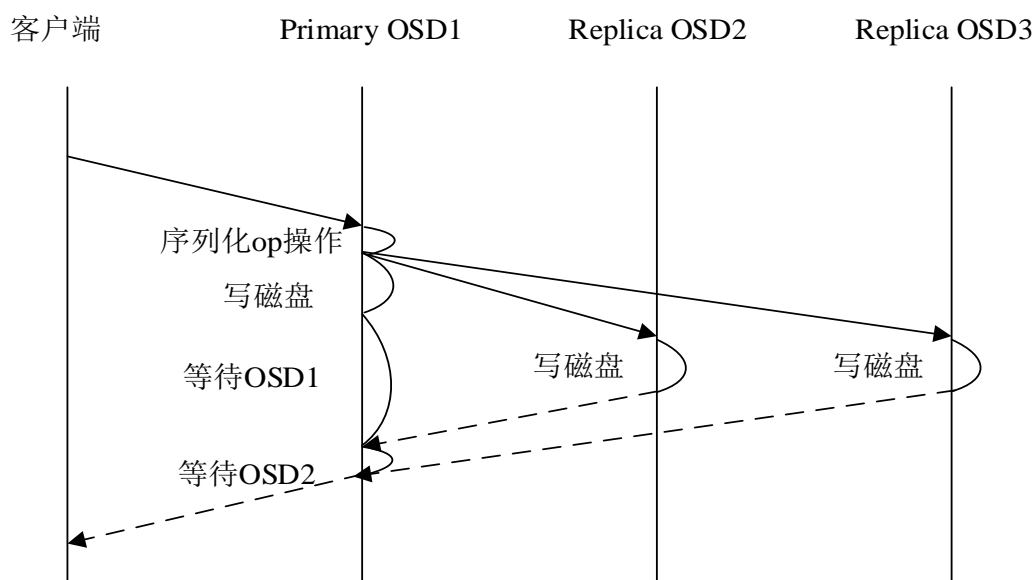 客户端
Primary OSD1
Replica OSD2
Replica OSD3
序列化op操作
写磁盘
等待OSD1
写磁盘
写磁盘
等待OSD2